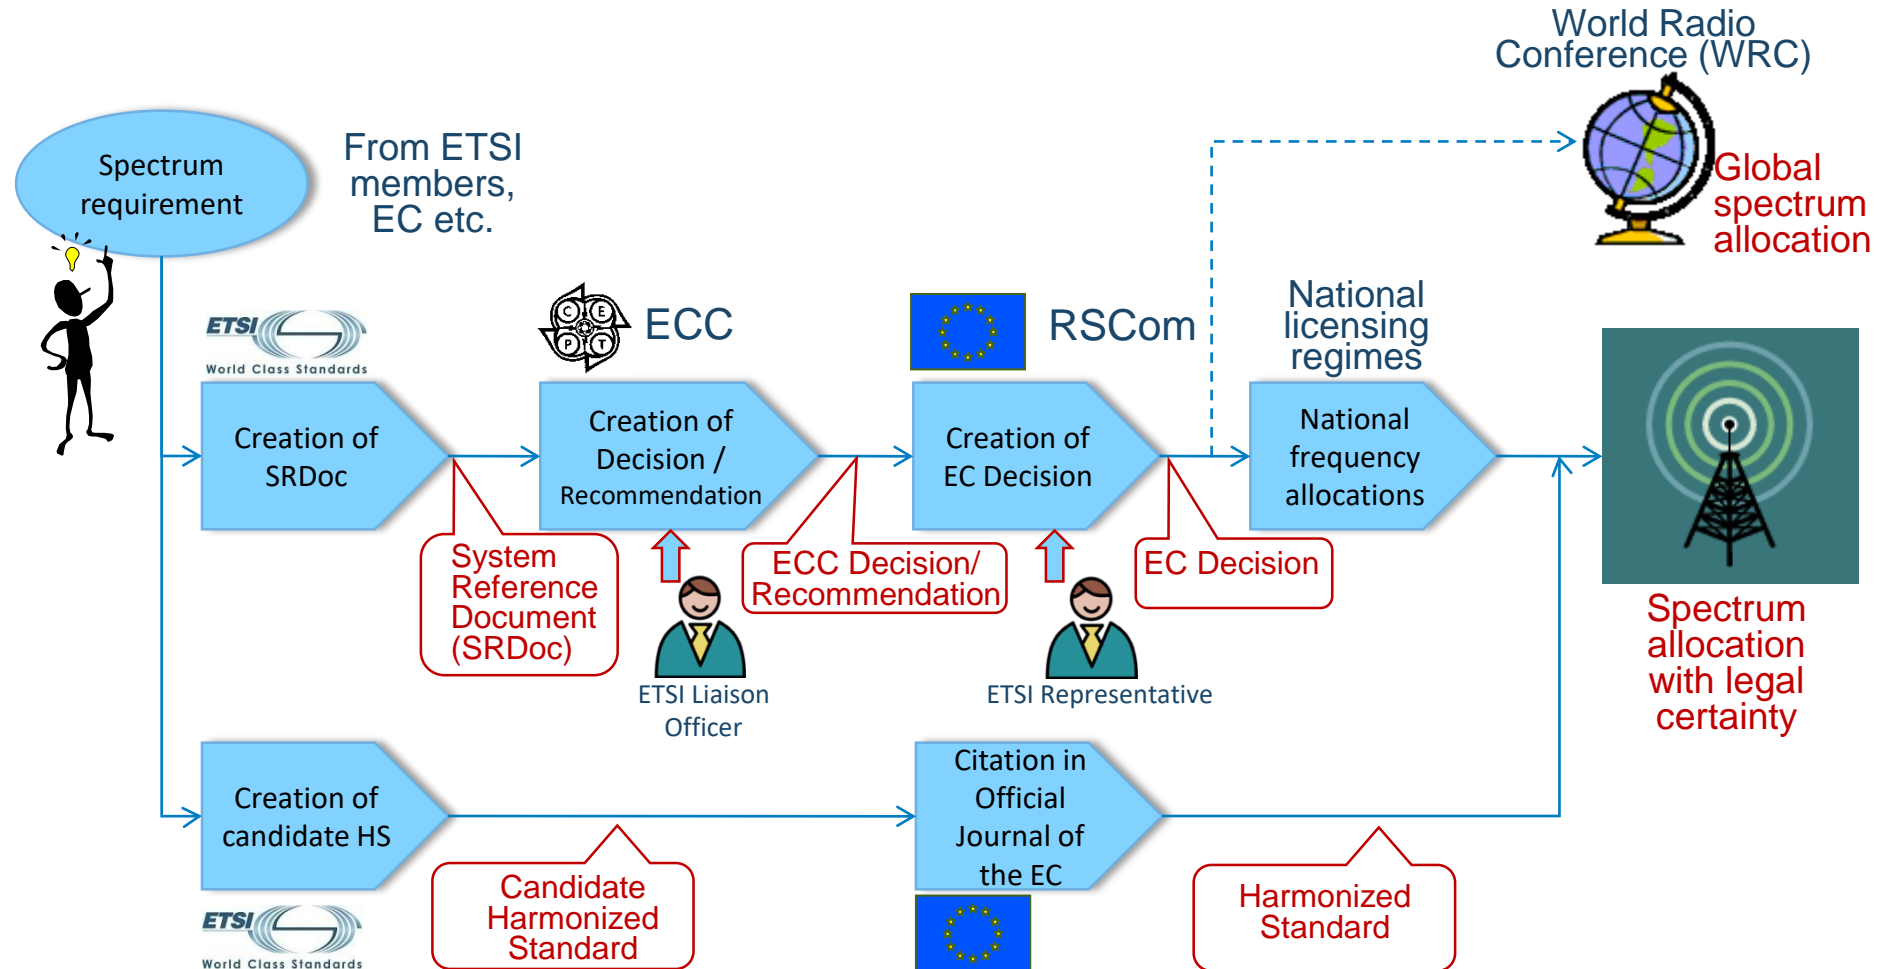 World Radio
Conference (WRC)
Spectrum
requirement
From ETSI
members,
EC etc.
Global
spectrum
allocation
ETSI
World Class Standards
C E
P T
ECC
RSCom
National
licensing
regimes
Creation of
SRDoc
Creation of
Decision /
Recommendation
Creation of
EC Decision
National
frequency
allocations
System
Reference
Document
(SRDoc)
ECC Decision/
Recommendation
EC Decision
ETSI Liaison
Officer
ETSI Representative
Spectrum
allocation
with legal
certainty
Creation of
candidate HS
Citation in
Official
Journal of
the EC
Candidate
Harmonized
Standard
Harmonized
Standard
ETSI
World Class Standards